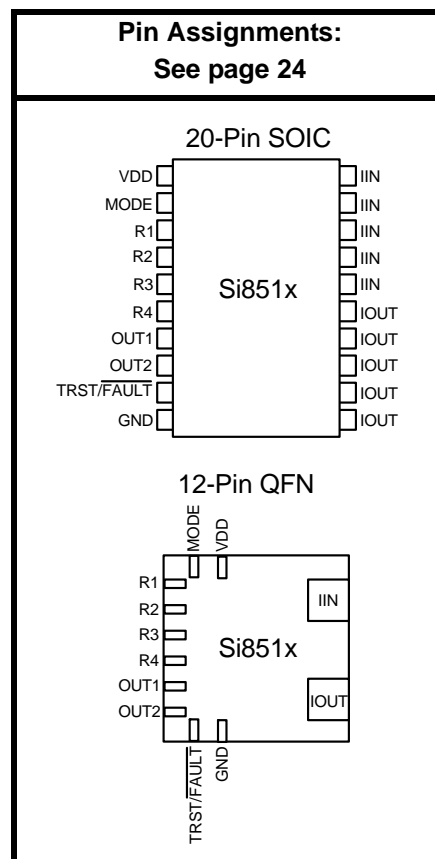 Pin Assignments:
See page 24
20-Pin SOIC
VDD
MODE
R1
R2
R3
R4
OUT1
OUT2
TRST/FAULT
GND
Si851x
IIN
IIN
IIN
IIN
IIN
IOUT
IOUT
IOUT
IOUT
IOUT
12-Pin QFN
MODE
VDD
R1
R2
R3
R4
OUT1
OUT2
Si851x
IIN
IOUT
TRST/FAULT
GND